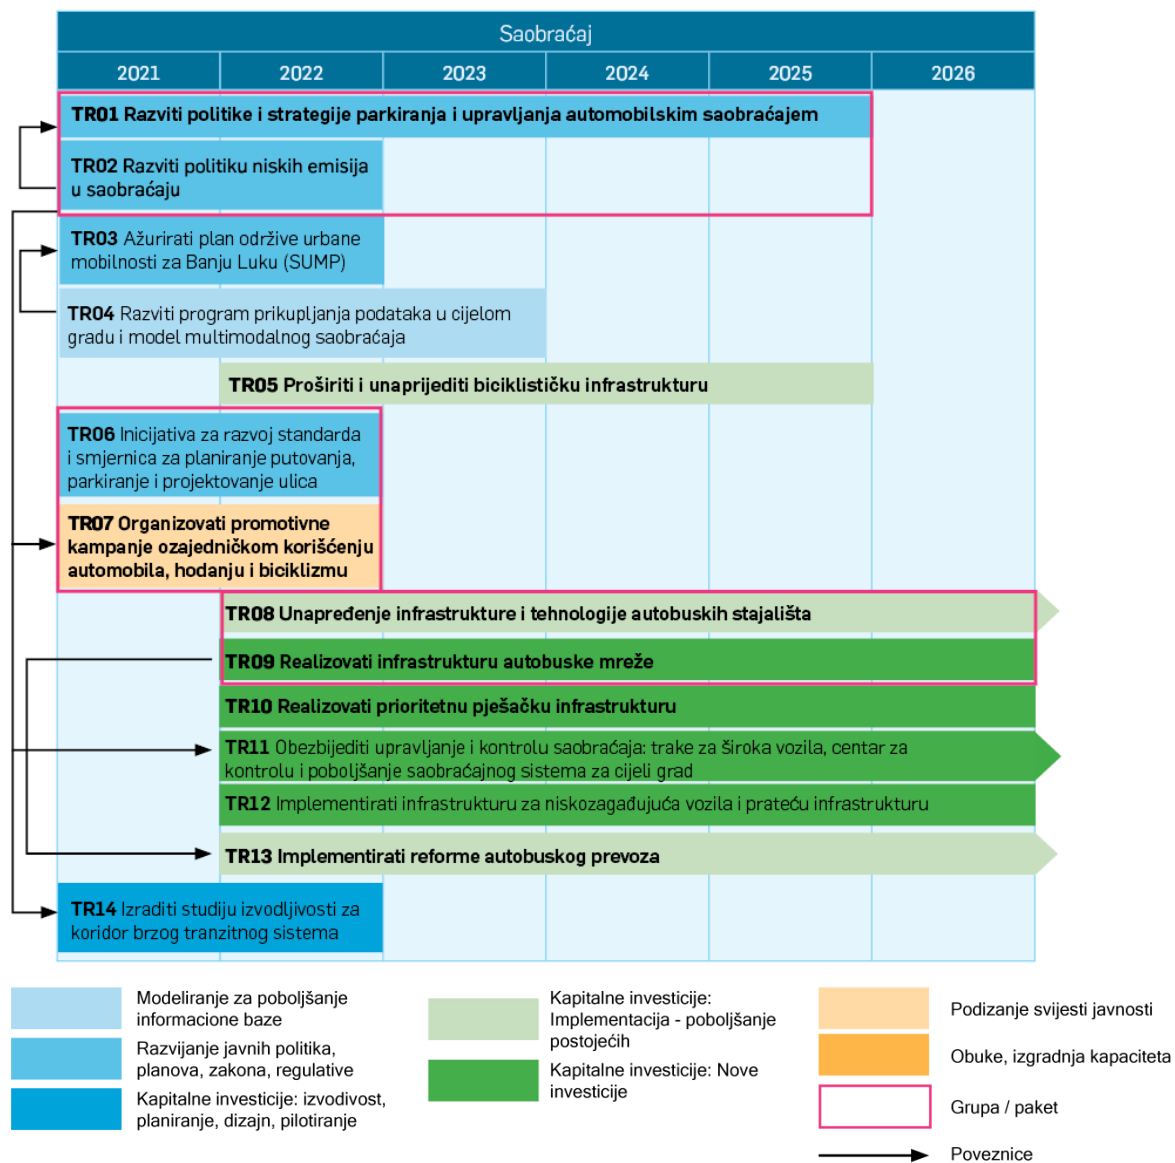 Saobraćaj
2021 2022 2023 2024 2025 2026
TR01 Razviti politike i strategije parkiranja i upravljanja automobilskim saobraćajem
TR02 Razviti politiku niskih emisija
u saobraćaju
TR03 Ažurirati plan održive urbane
mobilnosti za Banju Luku (SUMP)
TR04 Razviti program prikupljanja podataka u cijelom
gradu i model multimodalnog saobraćaja
TR05 Proširiti i unaprijediti biciklističku infrastrukturu
TR06 Inicijativa za razvoj standarda
i smjernica za planiranje putovanja,
parkiranje i projektovanje ulica
TR07 Organizovati promotivne
kampanje ozajedničkom korišćenju
automobila, hodanju i biciklizmu
TR08 Unapređenje infrastrukture i tehnologije autobuskih stajališta
TR09 Realizovati infrastrukturu autobuske mreže
TR10 Realizovati prioritetnu pješačku infrastrukturu
TR11 Obezbijediti upravljanje i kontrolu saobraćaja: trake za široka vozila, centar za
kontrolu i poboljšanje saobraćajnog sistema za cijeli grad
TR12 Implementirati infrastrukturu za niskozagađujuća vozila i prateću infrastrukturu
TR13 Implementirati reforme autobuskog prevoza
TR14 Izraditi studiju izvodljivosti za
koridor brzog tranzitnog sistema
Modeliranje za poboljšanje
informacione baze
Razvijanje javnih politika,
planova, zakona, regulative
Kapitalne investicije: izvodivost,
planiranje, dizajn, pilotiranje
Kapitalne investicije:
Implementacija - poboljšanje
postojećih
Kapitalne investicije: Nove
investicije
Podizanje svijesti javnosti
Obuke, izgradnja kapaciteta
Grupa / paket
Poveznice